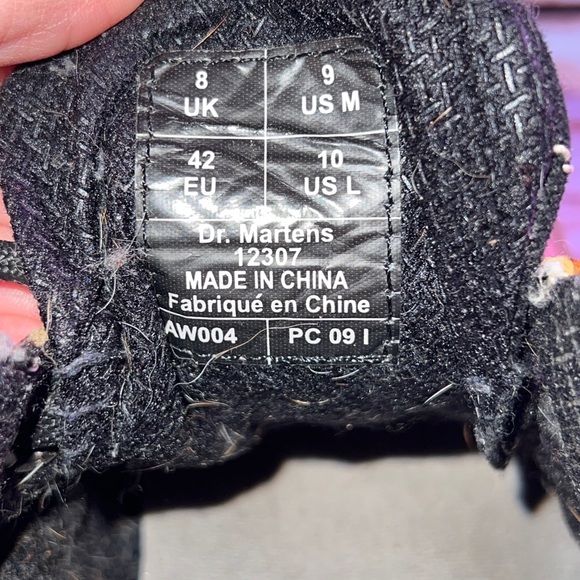 8 9
UK US M
42 10
EU US L
Dr. Martens
12307
MADE IN CHINA
Fabriqué en Chine
AW004 PC 09 I